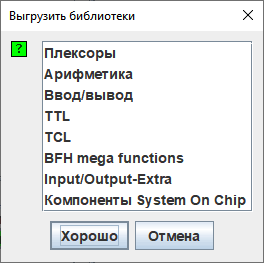 Выгрузить библиотеки
?
Плексоры
Арифметика
Ввод/вывод
TTL
TCL
BFH mega functions
Input/Output-Extra
Компоненты System On Chip
Хорошо
Отмена